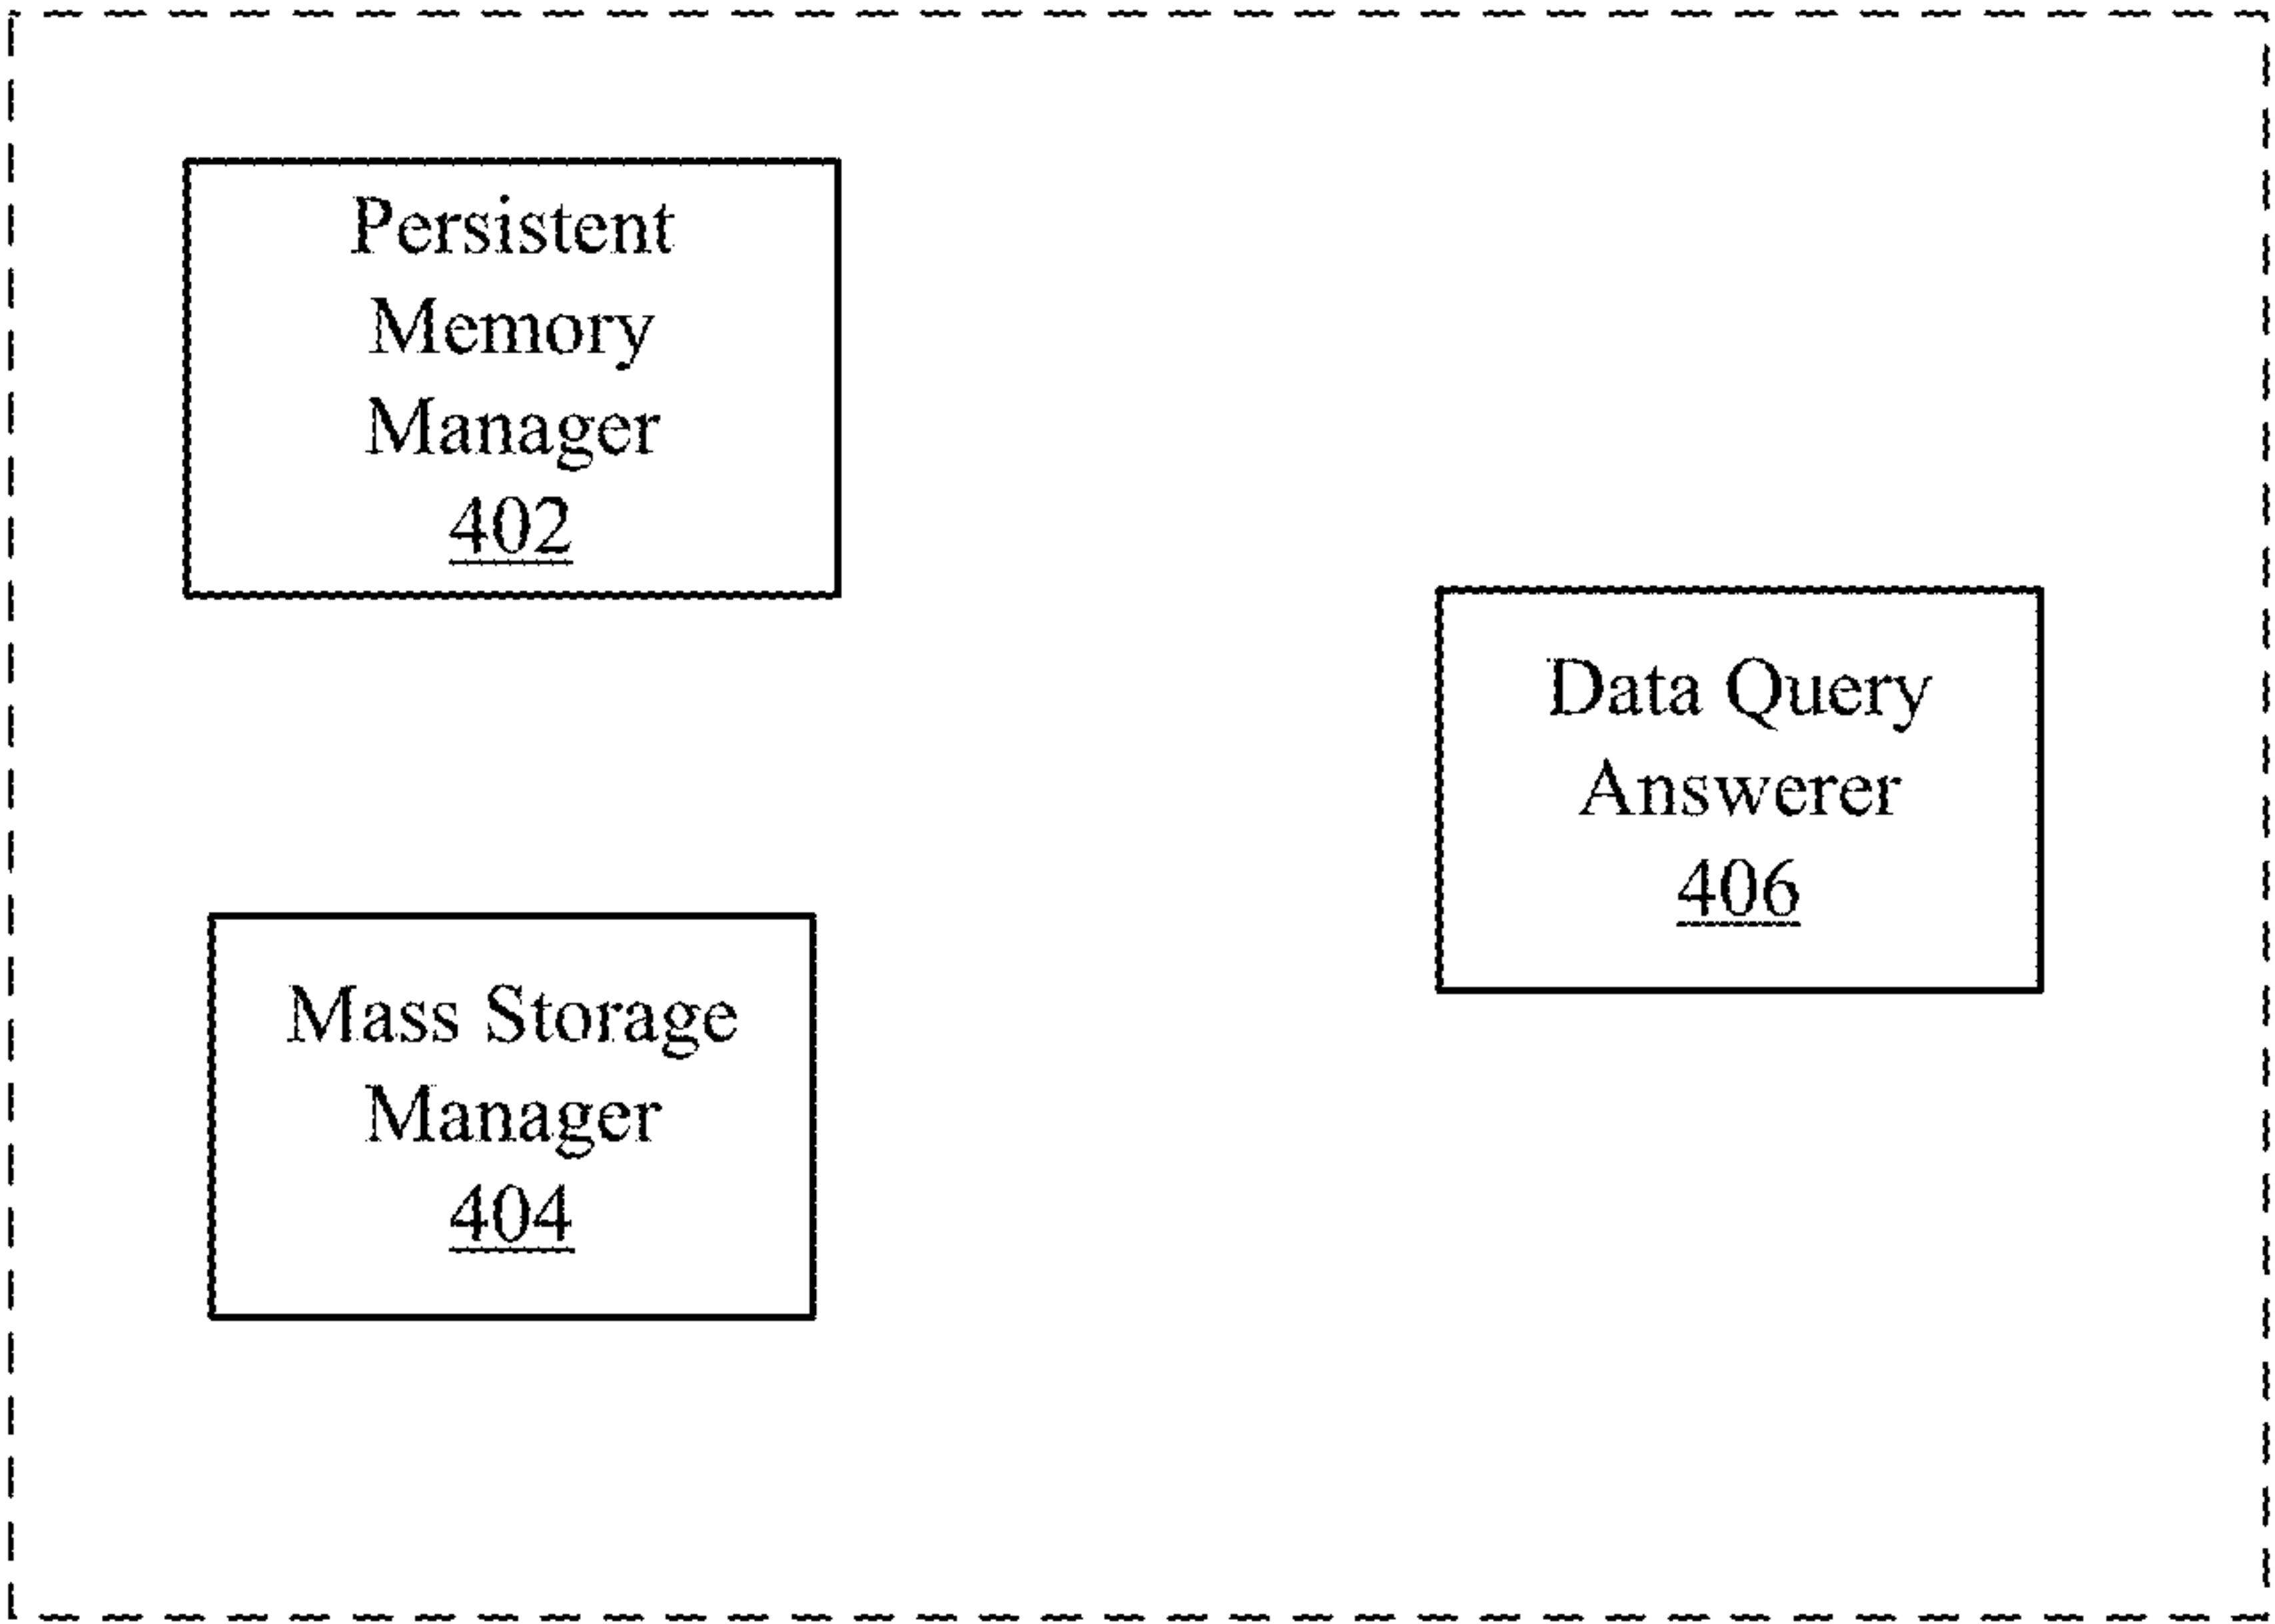 Persistent
Memory
Manager
402
Data Query
Answerer
406
Mass Storage
Manager
404